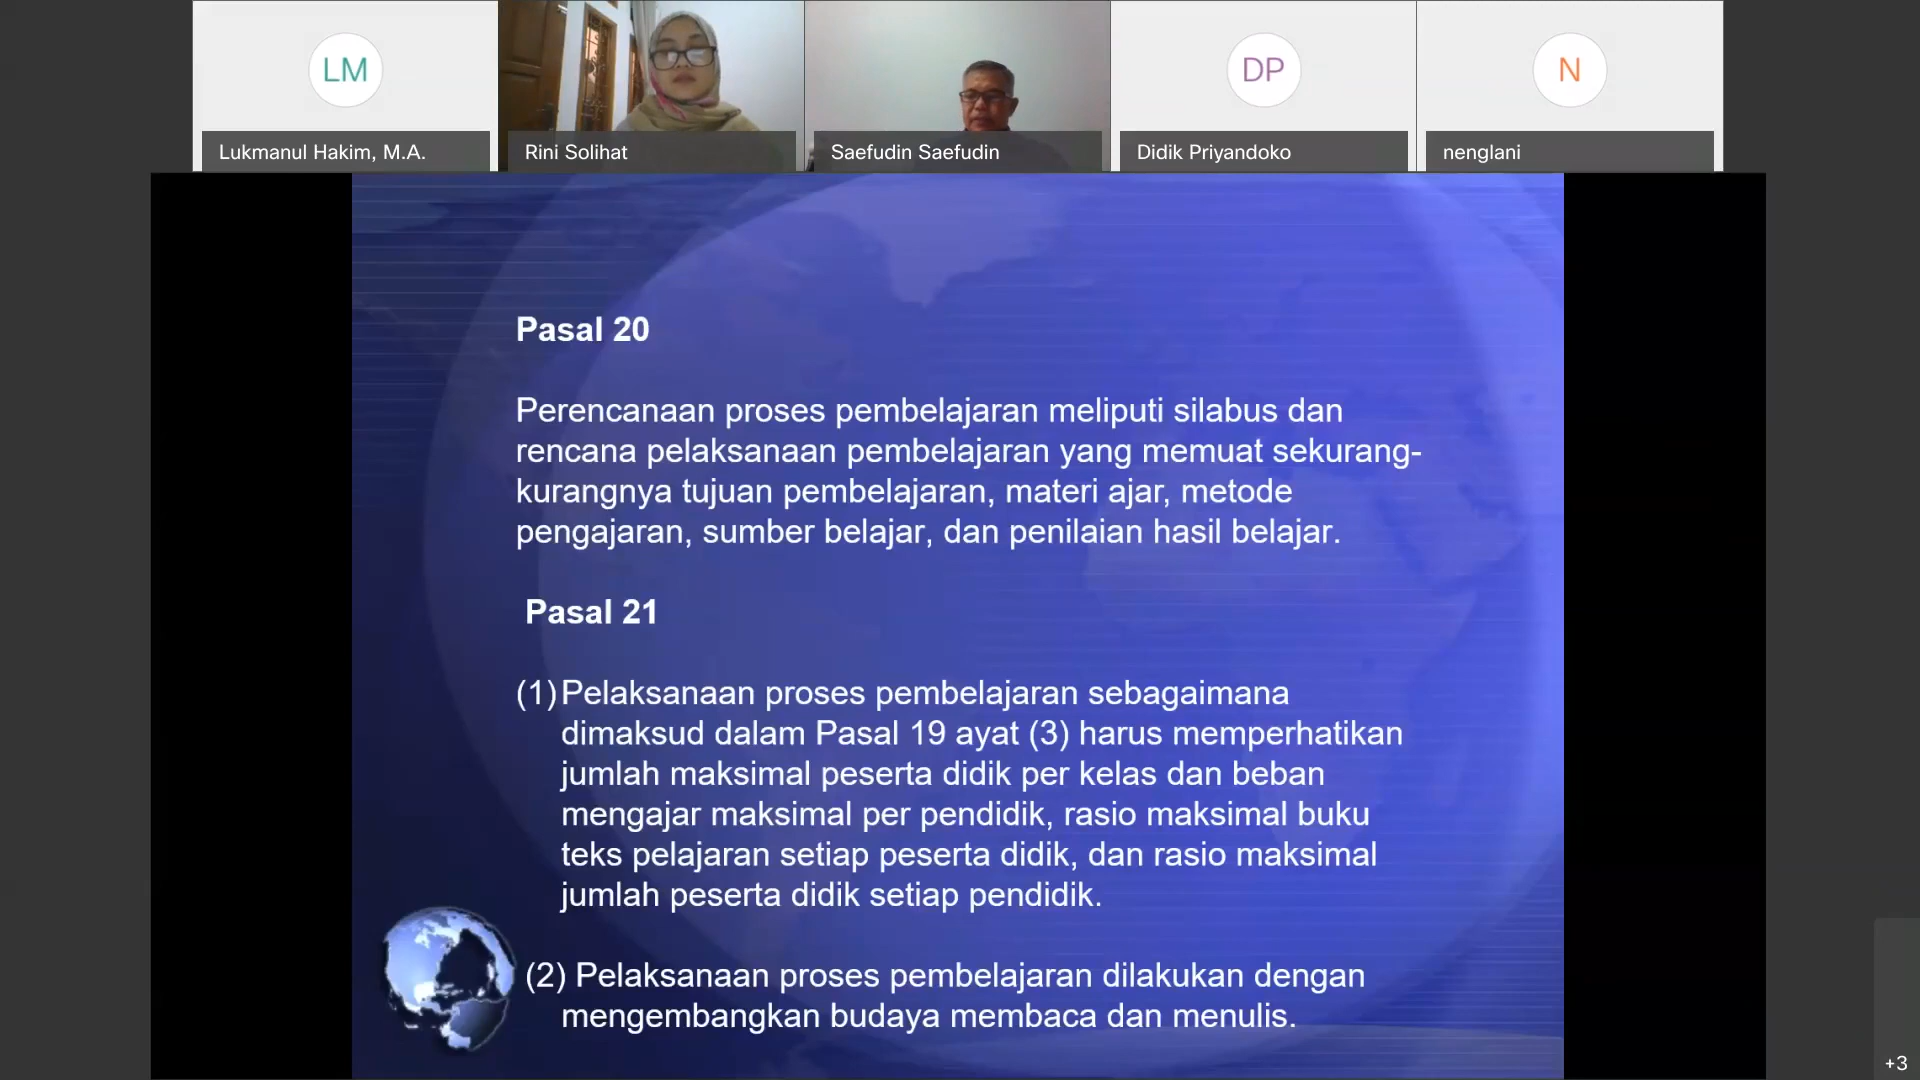 LM
DP
N
Lukmanul Hakim, M.A.
Rini Solihat
Saefudin Saefudin
Didik Priyandoko
nenglani
Pasal 20
Perencanaan proses pembelajaran meliputi silabus dan
rencana pelaksanaan pembelajaran yang memuat sekurang-
kurangnya tujuan pembelajaran, materi ajar, metode
pengajaran, sumber belajar, dan penilaian hasil belajar.
Pasal 21
(1) Pelaksanaan proses pembelajaran sebagaimana
dimaksud dalam Pasal 19 ayat (3) harus memperhatikan
jumlah maksimal peserta didik per kelas dan beban
mengajar maksimal per pendidik, rasio maksimal buku
teks pelajaran setiap peserta didik, dan rasio maksimal
jumlah peserta didik setiap pendidik.
(2) Pelaksanaan proses pembelajaran dilakukan dengan
mengembangkan budaya membaca dan menulis.
+3